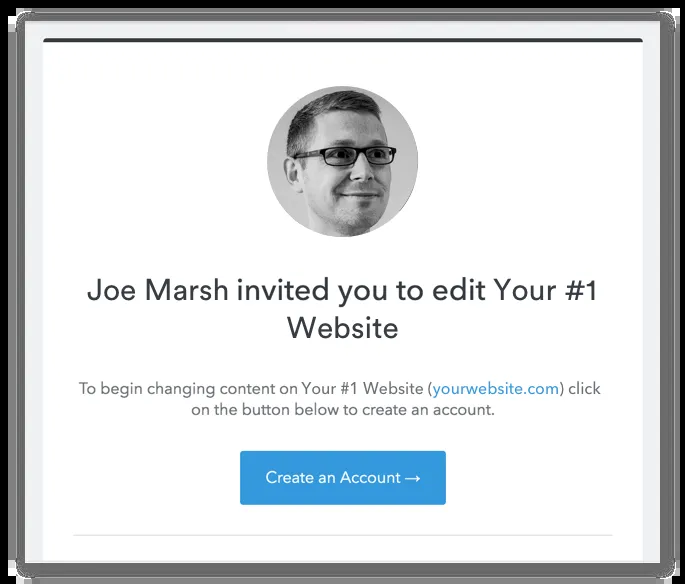 Joe Marsh invited you to edit Your #1
Website
To begin changing content on Your #1 Website (yourwebsite.com) click
on the button below to create an account.
Create an Account →